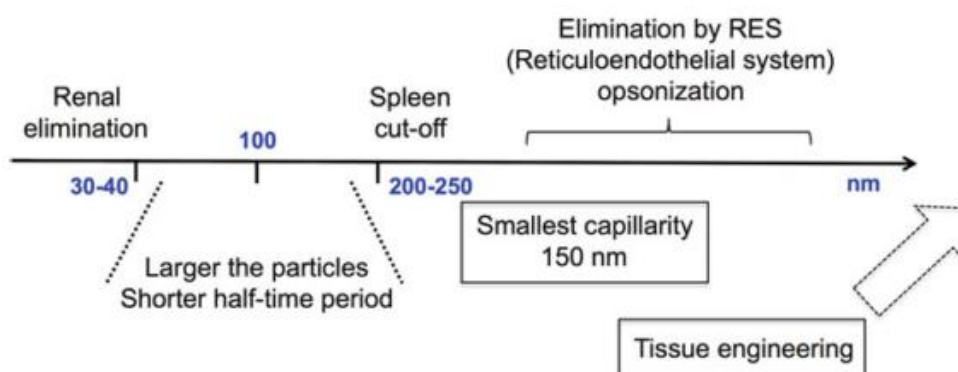 Elimination by RES
(Reticuloendothelial system)
opsonization
Renal
elimination
Spleen
cut-off
100
30-40
200-250
nm
Larger the particles
Shorter half-time period
Smallest capillarity
150 nm
Tissue engineering